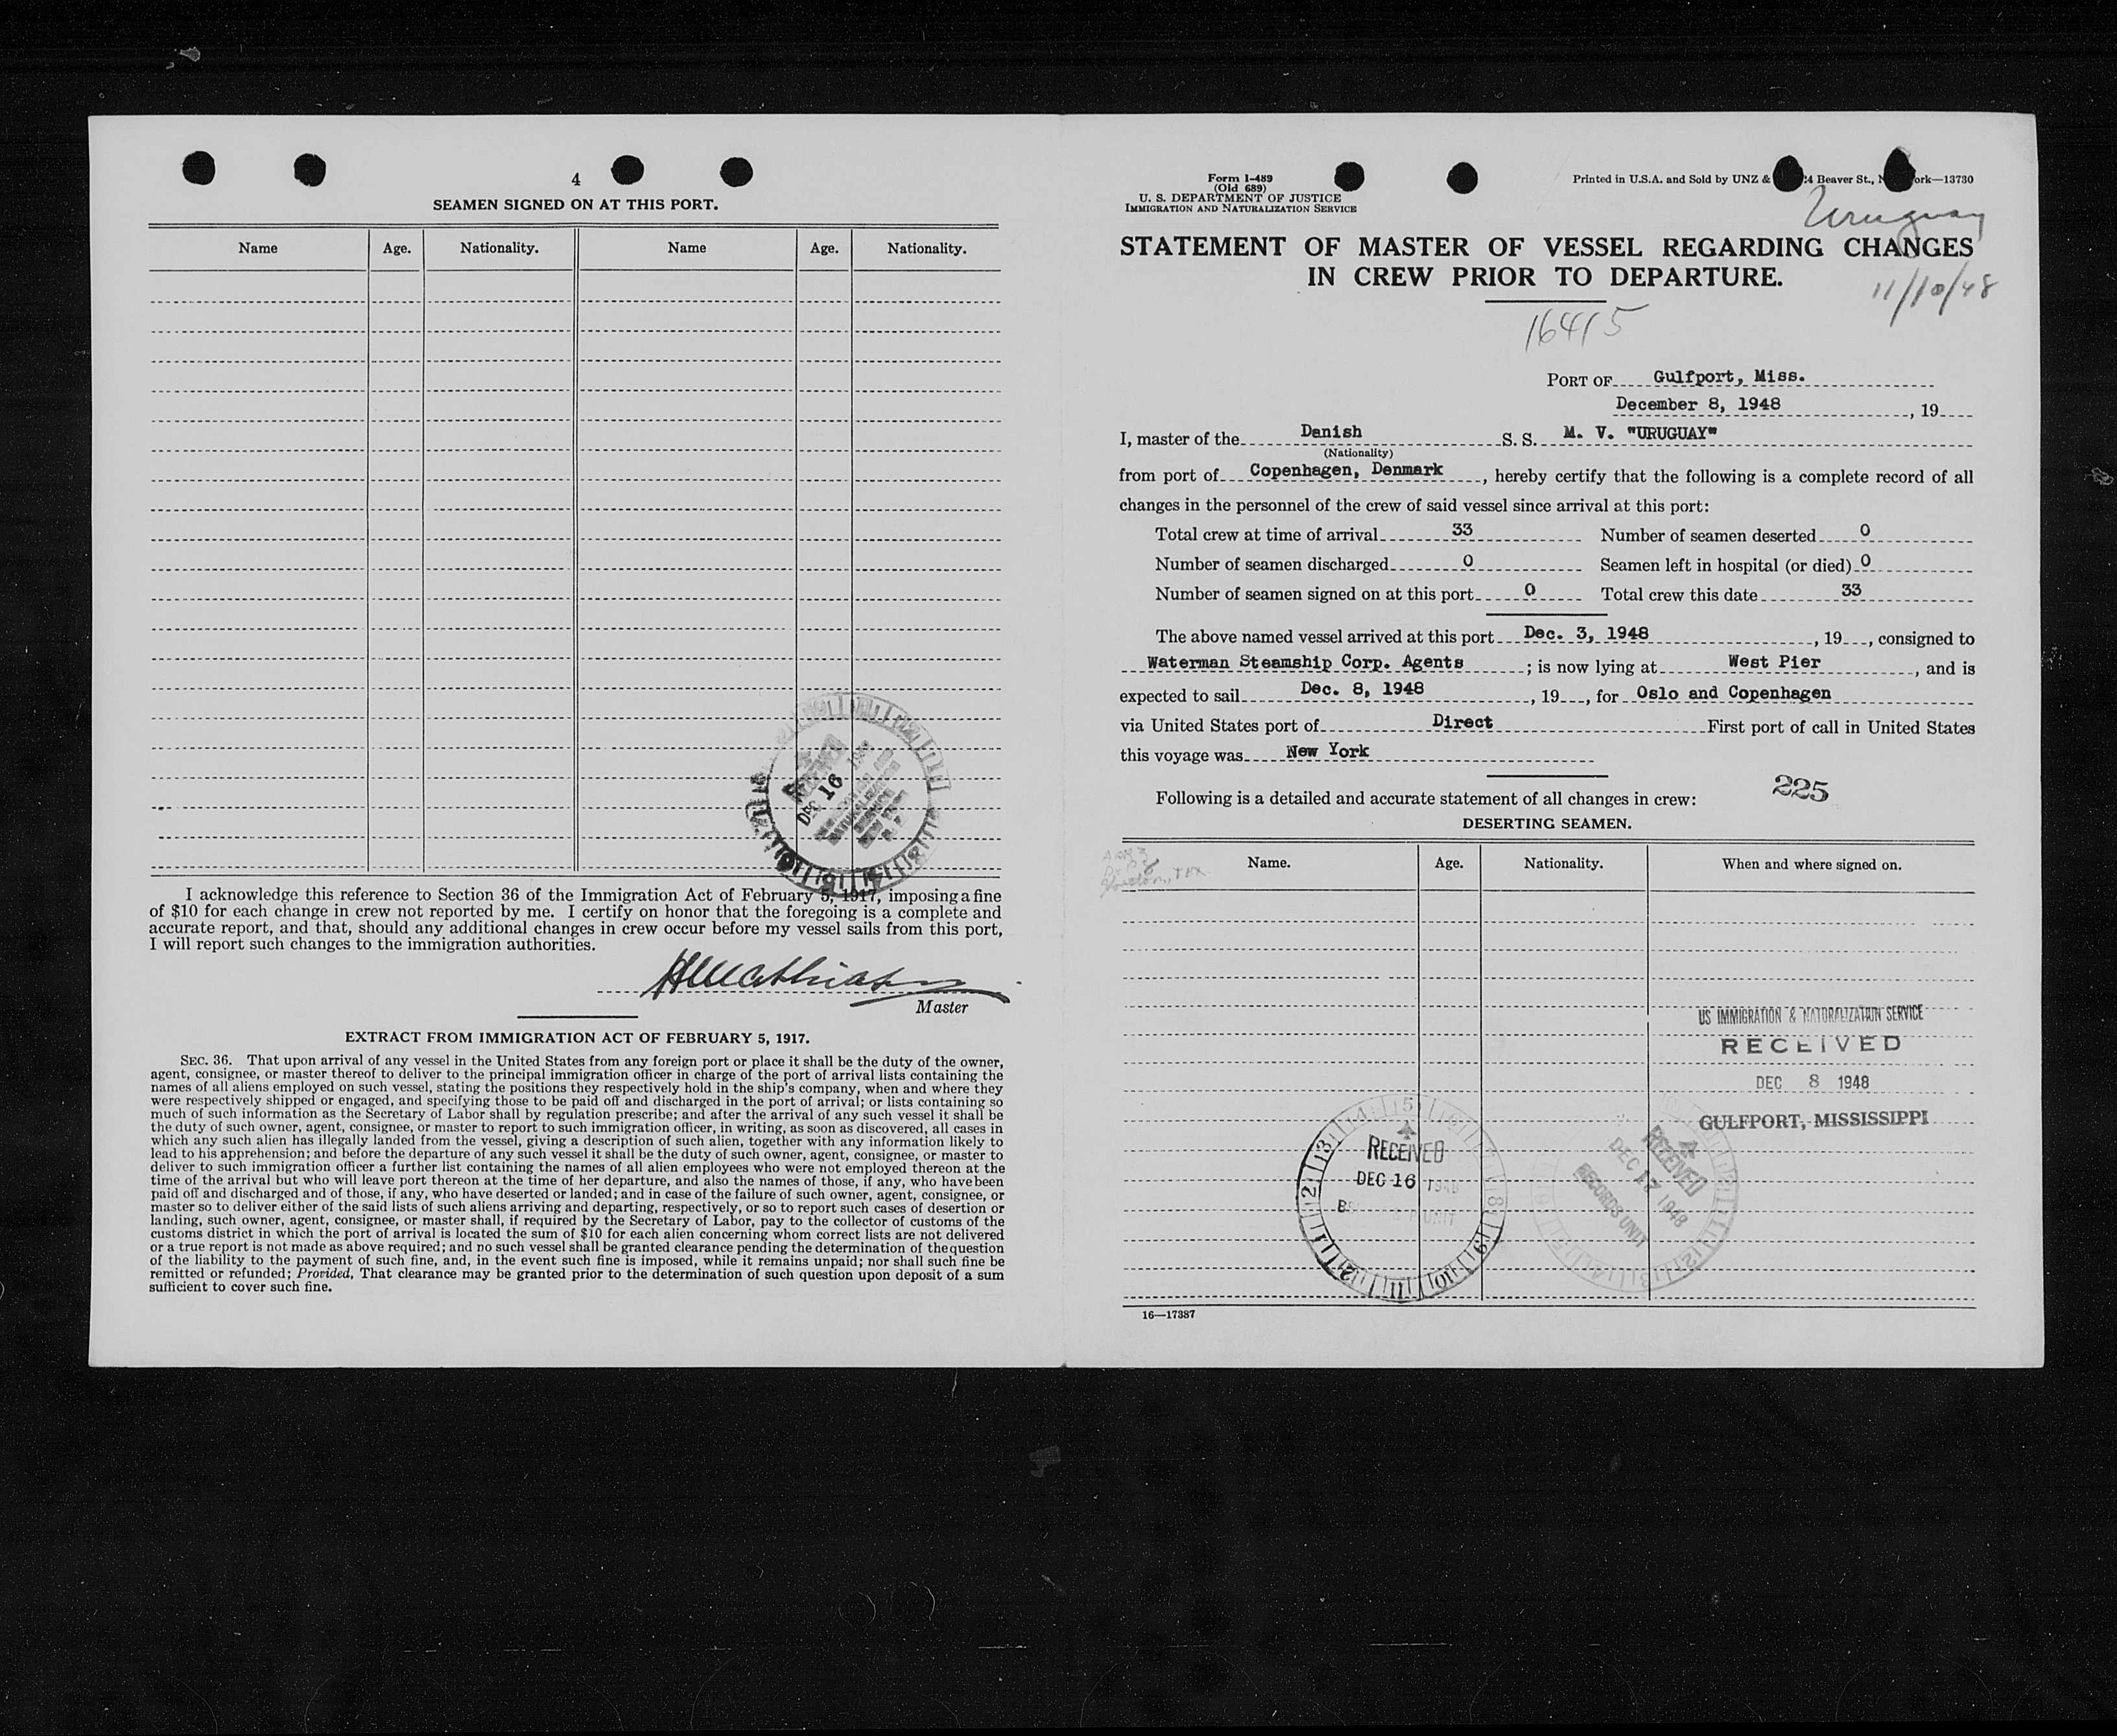 4
SEAMEN SIGNED ON AT THIS PORT.
Name Age. Nationality. Name Age. Nationality.
DEC 16
I acknowledge this reference to Section 36 of the Immigration Act of February 5, 1917, imposing a fine
of $10 for each change in crew not reported by me. I certify on honor that the foregoing is a complete and
accurate report, and that, should any additional changes in crew occur before my vessel sails from this port,
I will report such changes to the immigration authorities.
Master
EXTRACT FROM IMMIGRATION ACT OF FEBRUARY 5, 1917.
SEC. 36. That upon arrival of any vessel in the United States from any foreign port or place it shall be the duty of the owner,
agent, consignee, or master thereof to deliver to the principal immigration officer in charge of the port of arrival lists containing the
names of all aliens employed on such vessel, stating the positions they respectively hold in the ship's company, when and where they
were respectively shipped or engaged, and specifying those to be paid off and discharged in the port of arrival; or lists containing so
much of such information as the Secretary of Labor shall by regulation prescribe; and after the arrival of any such vessel it shall be
the duty of such owner, agent, consignee, or master to report to such immigration officer, in writing, as soon as discovered, all cases in
which any such alien has illegally landed from the vessel, giving a description of such alien, together with any information likely to
lead to his apprehension; and before the departure of any such vessel it shall be the duty of such owner, agent, consignee, or master to
deliver to such immigration officer a further list containing the names of all alien employees who were not employed thereon at the
time of the arrival but who will leave port thereon at the time of her departure, and also the names of those, if any, who have been
paid off and discharged and of those, if any, who have deserted or landed; and in case of the failure of such owner, agent, consignee, or
master so to deliver either of the said lists of such aliens arriving and departing, respectively, or so to report such cases of desertion or
landing, such owner, agent, consignee, or master shall, if required by the Secretary of Labor, pay to the collector of customs of the
customs district in which the port of arrival is located the sum of $10 for each alien concerning whom correct lists are not delivered
or a true report is not made as above required; and no such vessel shall be granted clearance pending the determination of the question
of the liability to the payment of such fine, and, in the event such fine is imposed, while it remains unpaid; nor shall such fine be
remitted or refunded; Provided, That clearance may be granted prior to the determination of such question upon deposit of a sum
sufficient to cover such fine.
Form I-489
(Old 689)
U. S. DEPARTMENT OF JUSTICE
IMMIGRATION AND NATURALIZATION SERVICE
Printed in U.S.A. and Sold by UNZ & 24 Beaver St., N ork—13730
Uruguay
STATEMENT OF MASTER OF VESSEL REGARDING CHANGES
IN CREW PRIOR TO DEPARTURE.
11/10/48
16415
PORT OF Gulfport, Miss.
December 8, 1948, 19
I, master of the Danish S. S. M. V. "URUGUAY"
(Nationality)
from port of Copenhagen, Denmark, hereby certify that the following is a complete record of all
changes in the personnel of the crew of said vessel since arrival at this port:
Total crew at time of arrival 33 Number of seamen deserted 0
Number of seamen discharged 0 Seamen left in hospital (or died) 0
Number of seamen signed on at this port 0 Total crew this date 33
The above named vessel arrived at this port Dec. 3, 1948, 19, consigned to
Waterman Steamship Corp. Agents; is now lying at West Pier, and is
expected to sail Dec. 8, 1948, 19, for Oslo and Copenhagen
via United States port of Direct First port of call in United States
this voyage was New York
225
Following is a detailed and accurate statement of all changes in crew:
DESERTING SEAMEN.
Name. Age. Nationality. When and where signed on.
US IMMIGRATION & NATURALIZATION SERVICE
RECEIVED
DEC 8 1948
GULFPORT, MISSISSIPPI
RECEIVED
DEC 16 1948
UNIT
RECEIVED
DEC 17 1948
RECORDS UNIT
16—17387